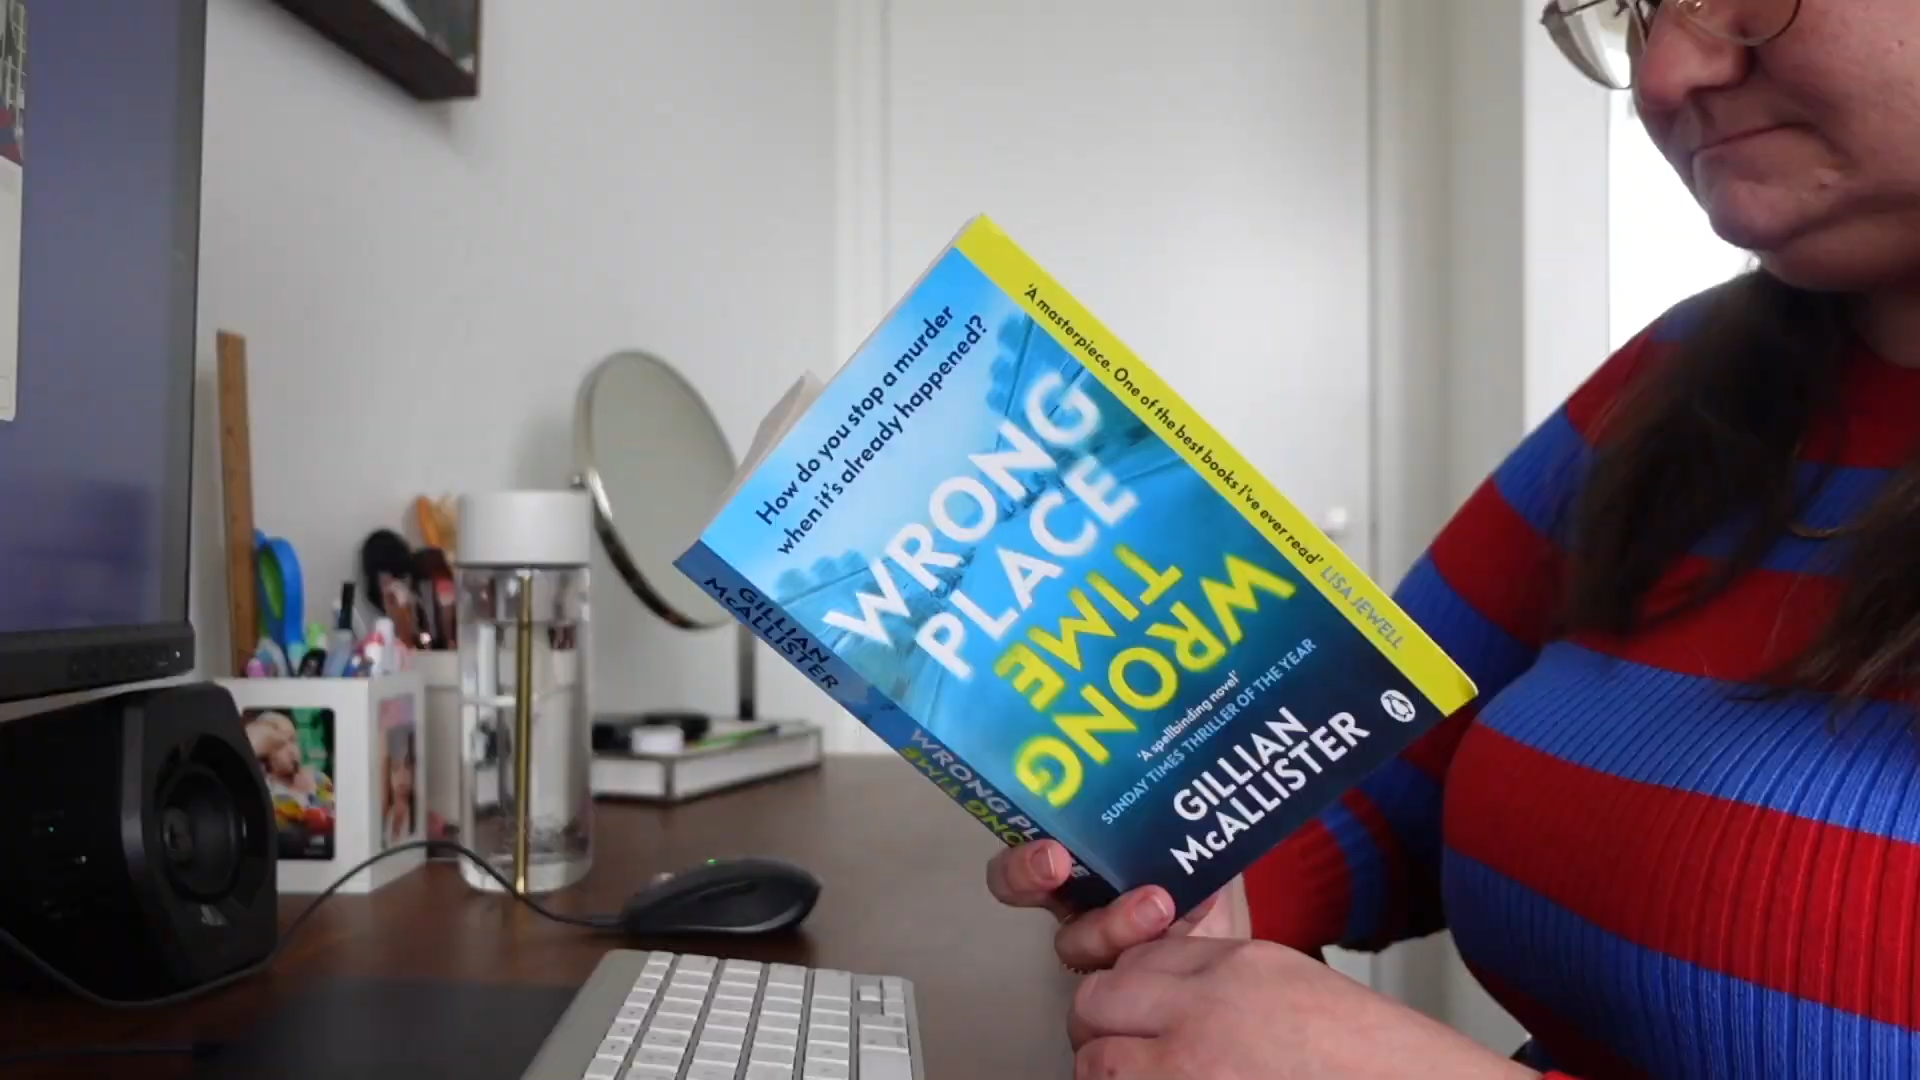 'A masterpiece. One of the best books I've ever read' LISA JEWELL
How do you stop a murder
when it's already happened?
WRONG
PLACE
WRONG
TIME
'A spellbinding novel'
SUNDAY TIMES THRILLER OF THE YEAR
GILLIAN
McALLISTER
GILLIAN
McALLISTER
WRONG PL
WRONG TIME